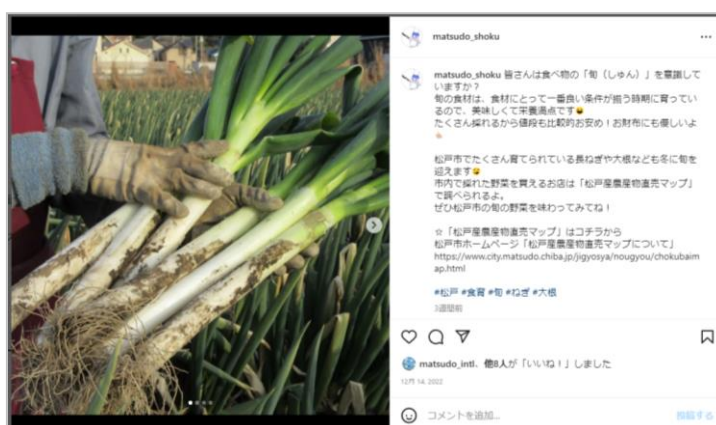 matsudo_shoku
matsudo_shoku 皆さんは食べ物の「旬（しゅん）」を意識して
いますか？
旬の食材は、食材にとって一番良い条件が揃う時期に育ってい
るので、美味しくて栄養満点です😆
たくさん採れるから値段も比較的お安め！お財布にも優しいよ
松戸市でたくさん育てられている長ねぎや大根なども冬に旬を
迎えます😆
市内で採れた野菜を買えるお店は「松戸産農産物直売マップ」
で調べられるよ。
ぜひ松戸市の旬の野菜を味わってみてね！
☆「松戸産農産物直売マップ」はコチラから
松戸市ホームページ「松戸産農産物直売マップについて」
https://www.city.matsudo.chiba.jp/jigyosya/nougyou/chokubaim
ap.html
#松戸 #食育 #旬 #ねぎ #大根
3週間前
matsudo_intl、他8人が「いいね！」しました
12月 14, 2022
コメントを追加...
投稿する